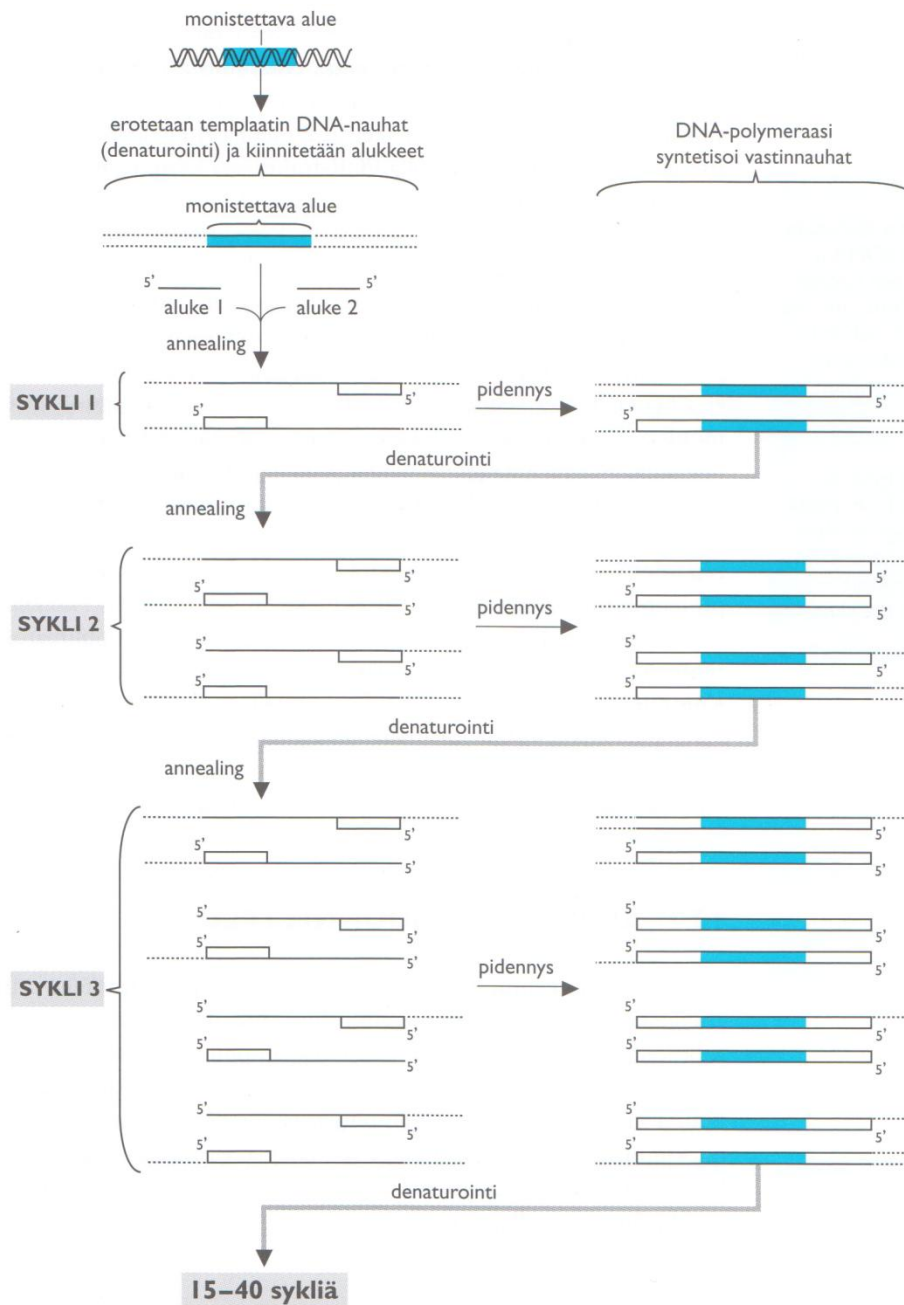 monistettava alue
erotetaan templaatin DNA-nauhat
(denaturointi) ja kiinnitetään alukkeet
DNA-polymeraasi
syntetisoi vastinnauhat
monistettava alue
5' 5'
aluke 1 aluke 2
annealing
SYKLI 1
5'
5'
pidennys
5'
5'
denaturointi
annealing
SYKLI 2
5'
5'
5'
5'
5'
5'
pidennys
5'
5'
5'
5'
5'
5'
denaturointi
annealing
SYKLI 3
5'
5'
5'
5'
5'
5'
5'
5'
5'
5'
5'
5'
5'
5'
pidennys
5'
5'
5'
5'
5'
5'
5'
5'
5'
5'
5'
5'
5'
5'
denaturointi
15–40 sykliä